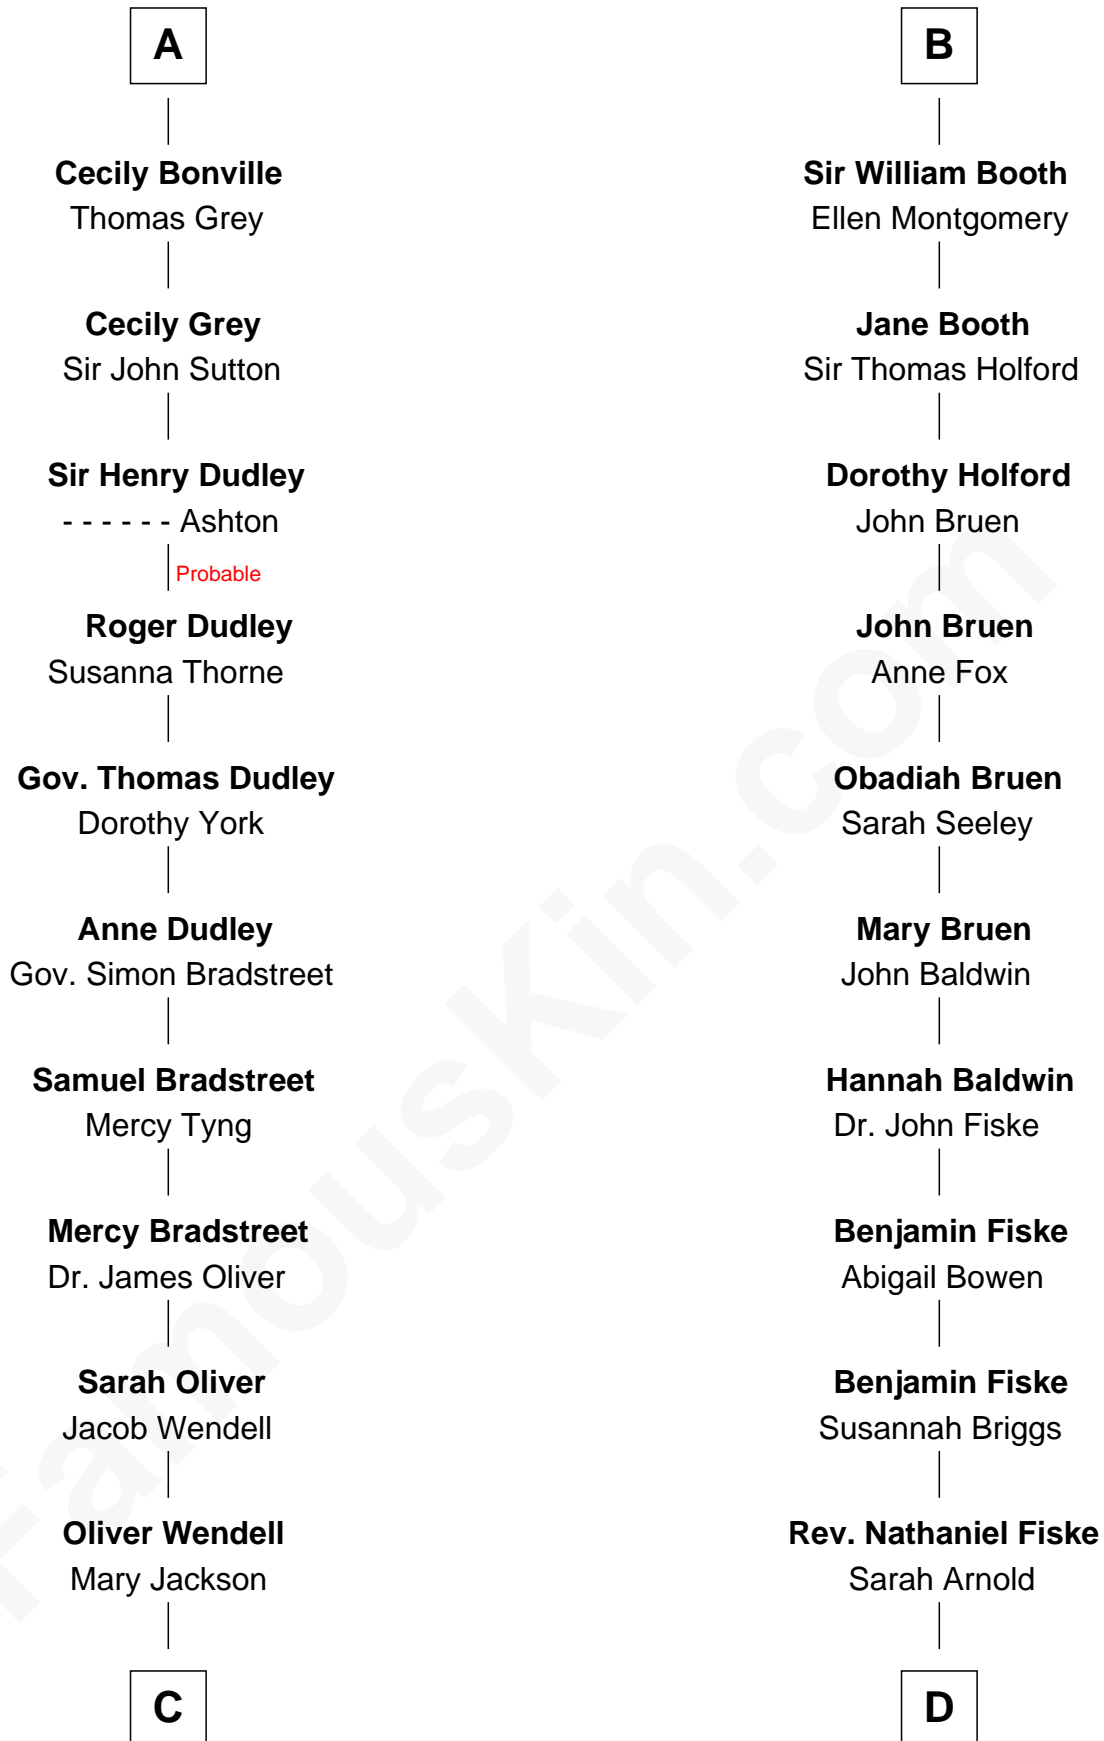 A
Cecily Bonville
Thomas Grey
Cecily Grey
Sir John Sutton
Sir Henry Dudley
- - - - - - Ashton
Probable
Roger Dudley
Susanna Thorne
Gov. Thomas Dudley
Dorothy York
Anne Dudley
Gov. Simon Bradstreet
Samuel Bradstreet
Mercy Tyng
Mercy Bradstreet
Dr. James Oliver
Sarah Oliver
Jacob Wendell
Oliver Wendell
Mary Jackson
C
B
Sir William Booth
Ellen Montgomery
Jane Booth
Sir Thomas Holford
Dorothy Holford
John Bruen
John Bruen
Anne Fox
Obadiah Bruen
Sarah Seeley
Mary Bruen
John Baldwin
Hannah Baldwin
Dr. John Fiske
Benjamin Fiske
Abigail Bowen
Benjamin Fiske
Susannah Briggs
Rev. Nathaniel Fiske
Sarah Arnold
D
FamousKin.com